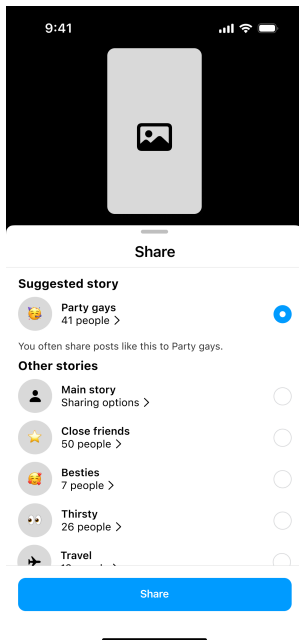 9:41
Share
Suggested story
Party gays
41 people
You often share posts like this to Party gays.
Other stories
Main story
Sharing options
Close friends
50 people
Besties
7 people
Thirsty
26 people
Travel
Share